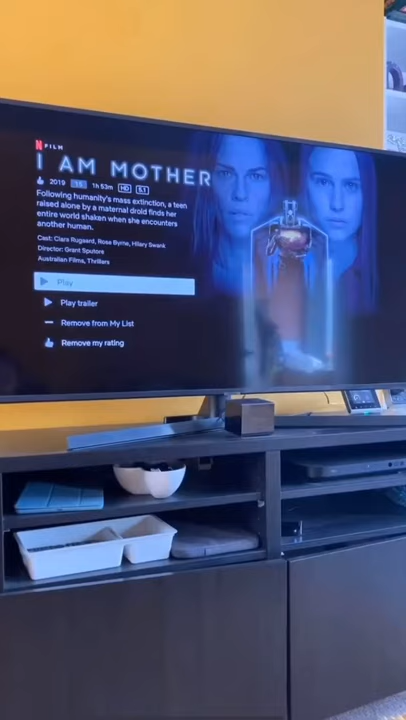 N FILM
I AM MOTHER
2019 15 1h 53m HD 5.1
Following humanity's mass extinction, a teen
raised alone by a maternal droid finds her
entire world shaken when she encounters
another human.
Cast: Clara Rugaard, Rose Byrne, Hilary Swank
Director: Grant Sputore
Australian Films, Thrillers
Play
Play trailer
Remove from My List
Remove my rating